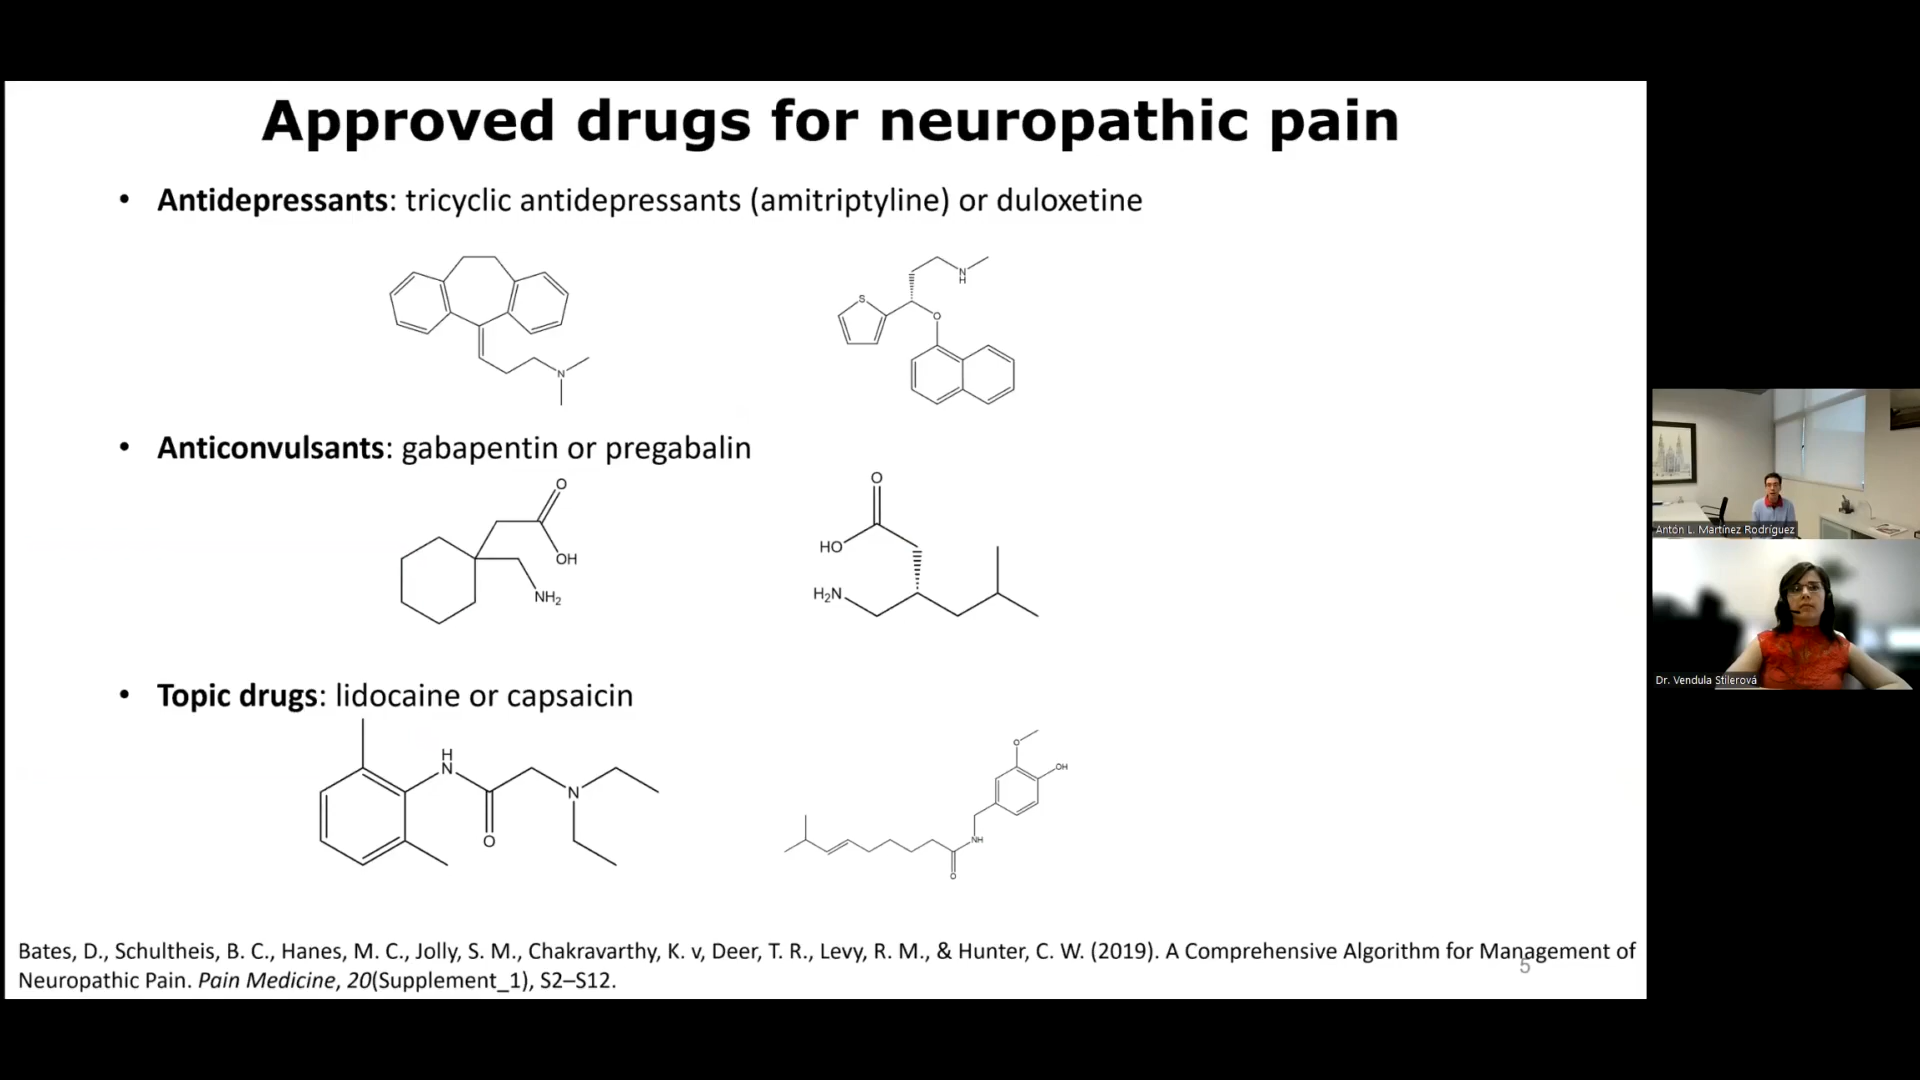 Approved drugs for neuropathic pain
• Antidepressants: tricyclic antidepressants (amitriptyline) or duloxetine
N
S
O
N
H
• Anticonvulsants: gabapentin or pregabalin
O
OH
NH₂
O
HO
H₂N
• Topic drugs: lidocaine or capsaicin
H
N
O
N
O
OH
NH
O
Bates, D., Schultheis, B. C., Hanes, M. C., Jolly, S. M., Chakravarthy, K. v, Deer, T. R., Levy, R. M., & Hunter, C. W. (2019). A Comprehensive Algorithm for Management of
Neuropathic Pain. Pain Medicine, 20(Supplement_1), S2–S12.
5
Antón L. Martínez Rodríguez
Dr. Vendula Stilerová